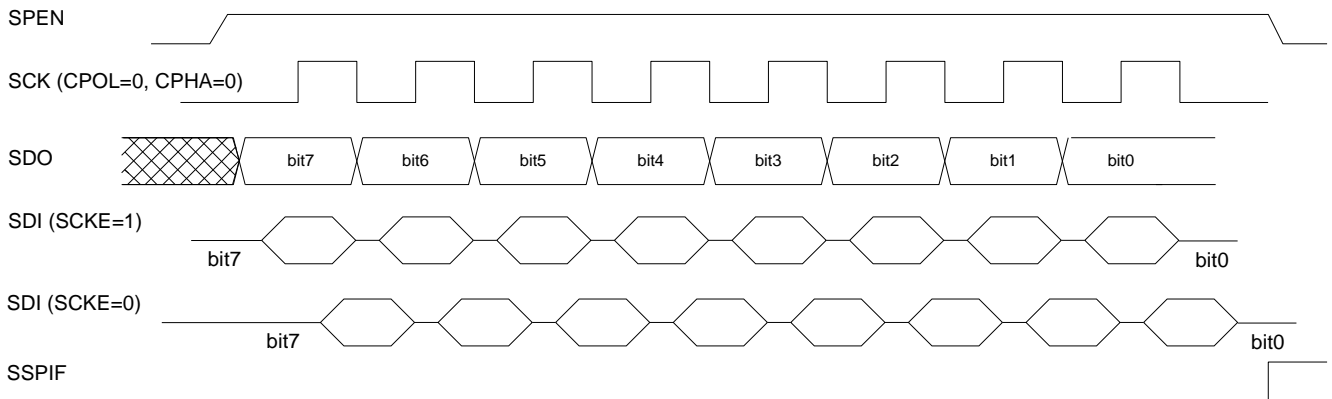 SPEN
SCK (CPOL=0, CPHA=0)
SDO
bit7 bit6 bit5 bit4 bit3 bit2 bit1 bit0
SDI (SCKE=1)
bit7 bit0
SDI (SCKE=0)
bit7 bit0
SSPIF